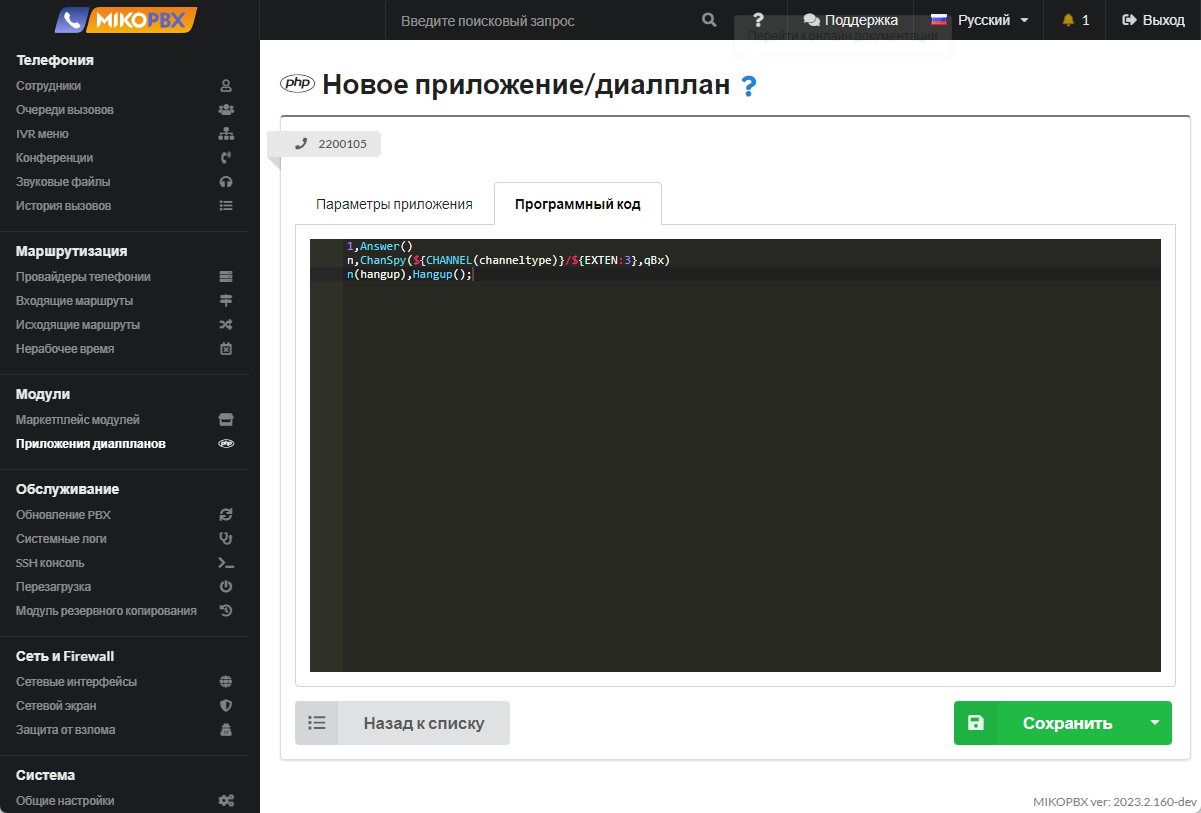 MIKOPBX
Введите поисковый запрос
?
Поддержка
Русский
1
Выход
Перейти к онлайн документации
Телефония
Сотрудники
Очереди вызовов
IVR меню
Конференции
Звуковые файлы
История вызовов
Маршрутизация
Провайдеры телефонии
Входящие маршруты
Исходящие маршруты
Нерабочее время
Модули
Маркетплейс модулей
Приложения диалпланов
php
Обслуживание
Обновление PBX
Системные логи
SSH консоль
Перезагрузка
Модуль резервного копирования
Сеть и Firewall
Сетевые интерфейсы
Сетевой экран
Защита от взлома
Система
Общие настройки
php Новое приложение/диалплан ?
2200105
Параметры приложения
Программный код
1,Answer()
n,ChanSpy(${CHANNEL(channeltype)}/${EXTEN:3},qBx)
n(hangup),Hangup();
Назад к списку
Сохранить
MIKOPBX ver: 2023.2.160-dev